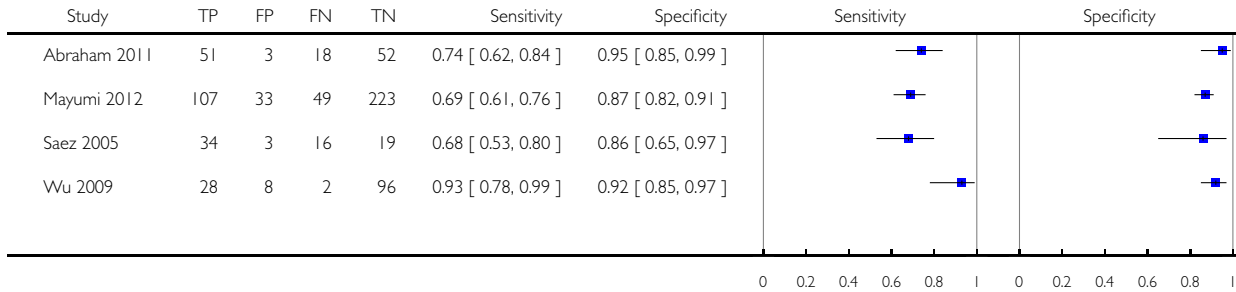 Study TP FP FN TN Sensitivity Specificity Sensitivity Specificity
Abraham 2011 51 3 18 52 0.74 [ 0.62, 0.84 ] 0.95 [ 0.85, 0.99 ]
Mayumi 2012 107 33 49 223 0.69 [ 0.61, 0.76 ] 0.87 [ 0.82, 0.91 ]
Saez 2005 34 3 16 19 0.68 [ 0.53, 0.80 ] 0.86 [ 0.65, 0.97 ]
Wu 2009 28 8 2 96 0.93 [ 0.78, 0.99 ] 0.92 [ 0.85, 0.97 ]
0 0.2 0.4 0.6 0.8 1 0 0.2 0.4 0.6 0.8 1